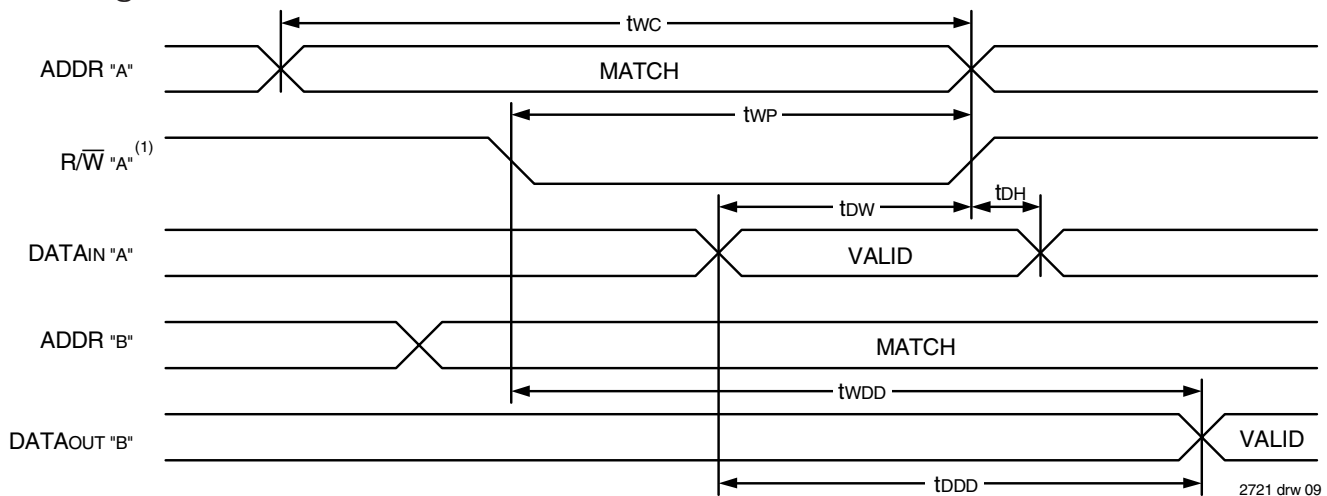 tWC
ADDR "A"
MATCH
tWP
R/W̅ "A"(1)
tDW
tDH
DATAIN "A"
VALID
ADDR "B"
MATCH
tWDD
DATAOUT "B"
VALID
tDDD
2721 drw 09